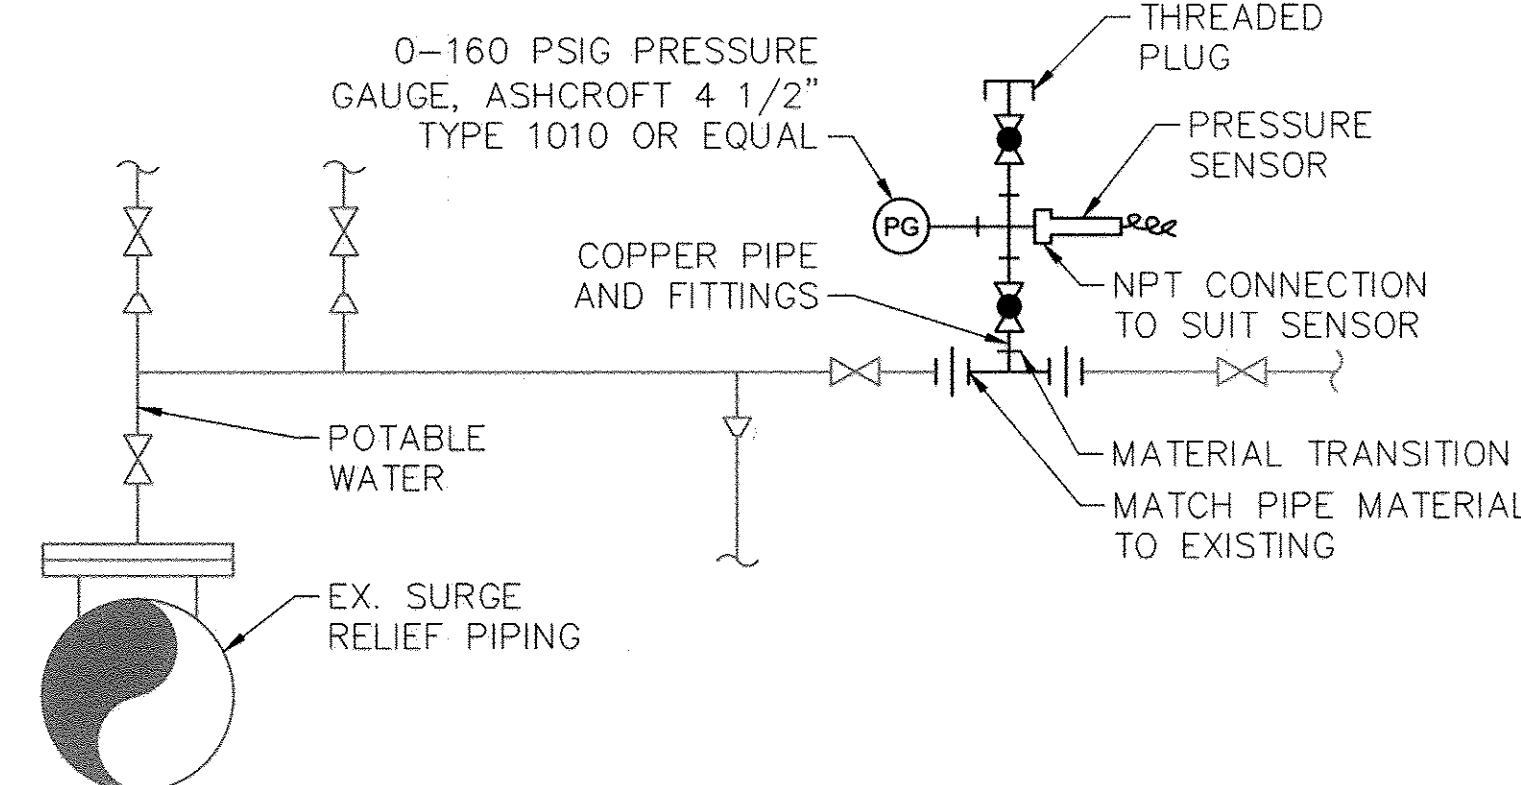 THREADED
PLUG
0-160 PSIG PRESSURE
GAUGE, ASHCROFT 4 1/2"
TYPE 1010 OR EQUAL
PRESSURE
SENSOR
PG
COPPER PIPE
AND FITTINGS
NPT CONNECTION
TO SUIT SENSOR
POTABLE
WATER
MATERIAL TRANSITION
MATCH PIPE MATERIAL
TO EXISTING
EX. SURGE
RELIEF PIPING